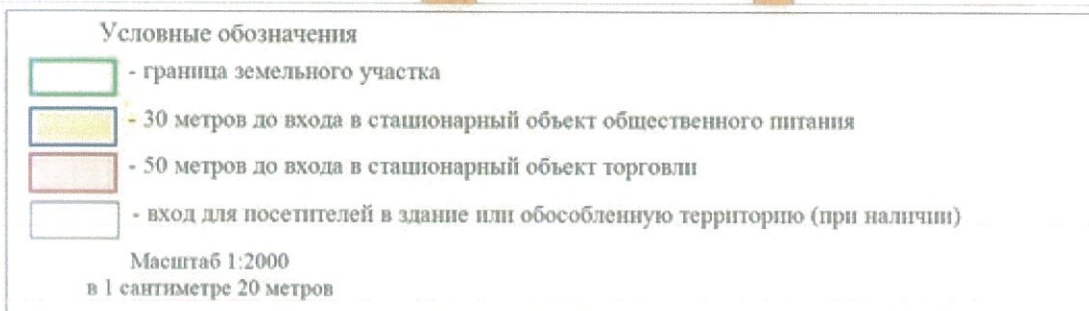 Условные обозначения
- граница земельного участка
- 30 метров до входа в стационарный объект общественного питания
- 50 метров до входа в стационарный объект торговли
- вход для посетителей в здание или обособленную территорию (при наличии)
Масштаб 1:2000
в 1 сантиметре 20 метров